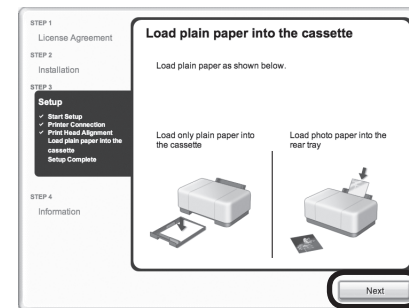 STEP 1
License Agreement
STEP 2
Installation
STEP 3
Setup
Start Setup
Printer Connection
Print Head Alignment
Load plain paper into the
cassette
Setup Complete
STEP 4
Information
Load plain paper into the cassette
Load plain paper as shown below.
Load only plain paper into
the cassette
Load photo paper into the
rear tray
Next